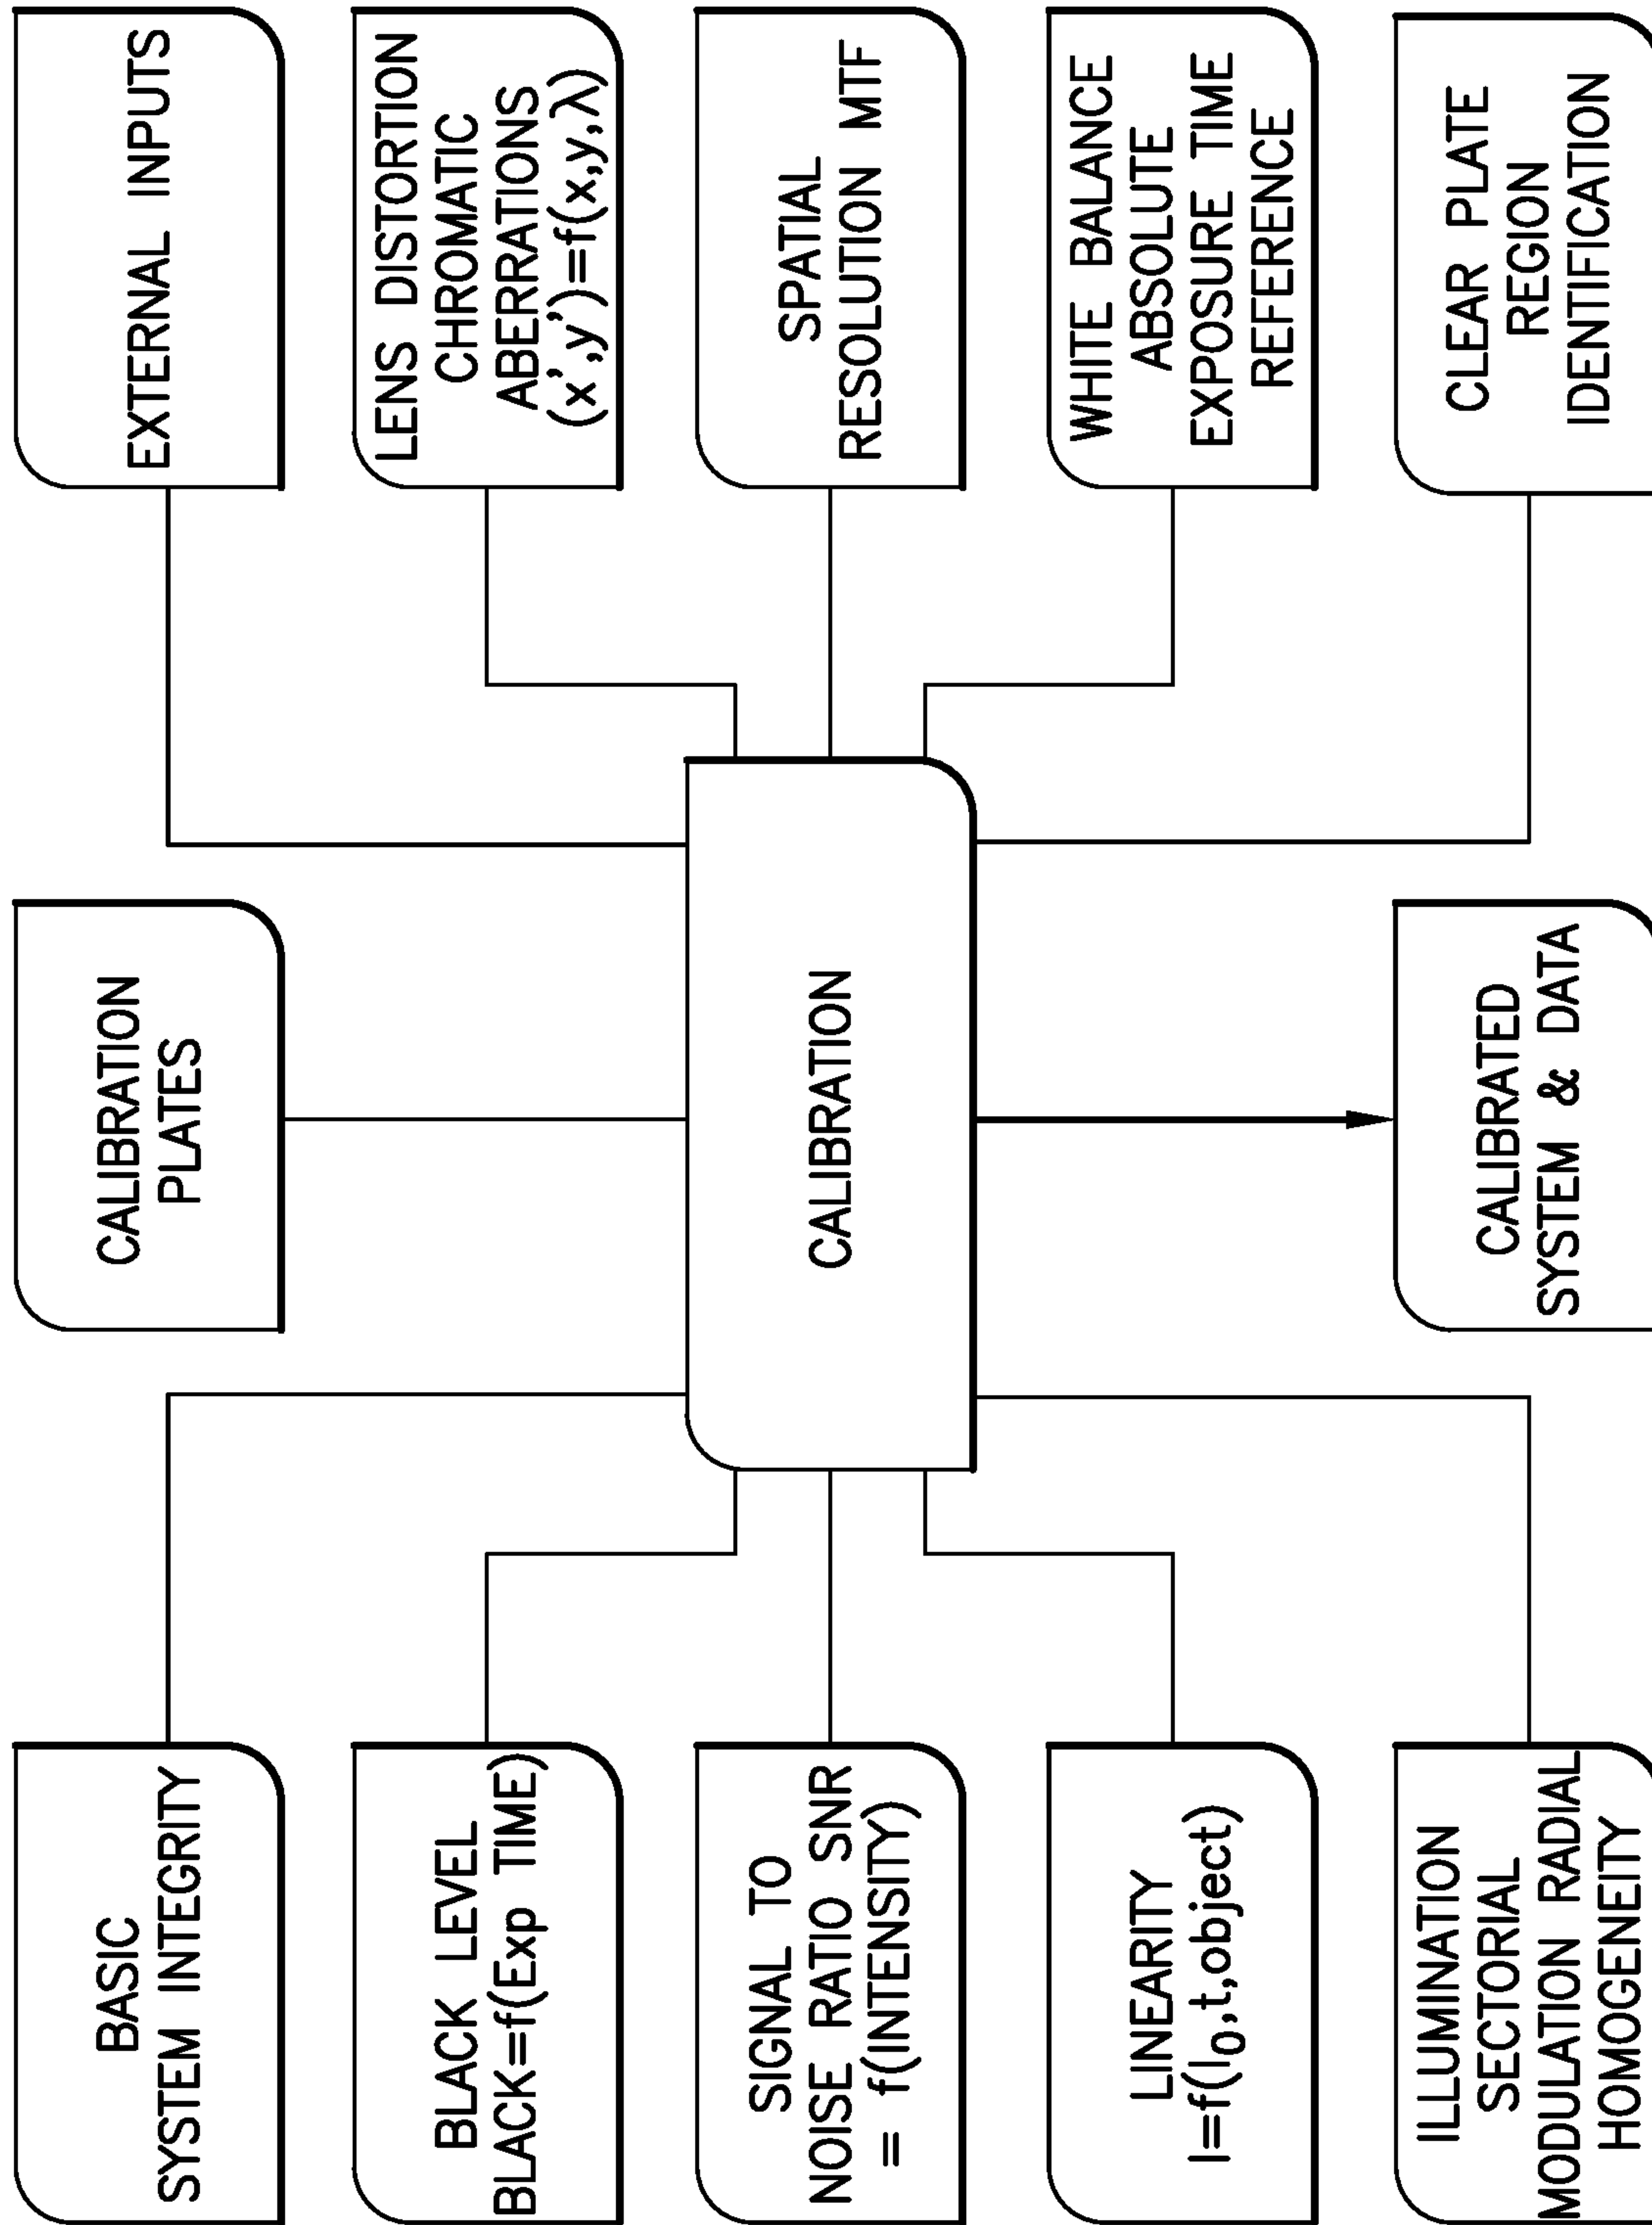 BASIC
SYSTEM INTEGRITY
CALIBRATION
PLATES
EXTERNAL INPUTS
BLACK LEVEL
BLACK=f(Exp TIME)
LENS DISTORTION
CHROMATIC
ABERRATIONS
(x',y')=f(x,y,λ)
SIGNAL TO
NOISE RATIO SNR
= f(INTENSITY)
CALIBRATION
SPATIAL
RESOLUTION MTF
LINEARITY
I=f(I₀,t,object)
WHITE BALANCE
ABSOLUTE
EXPOSURE TIME
REFERENCE
ILLUMINATION
SECTORIAL
MODULATION RADIAL
HOMOGENEITY
CALIBRATED
SYSTEM & DATA
CLEAR PLATE
REGION
IDENTIFICATION